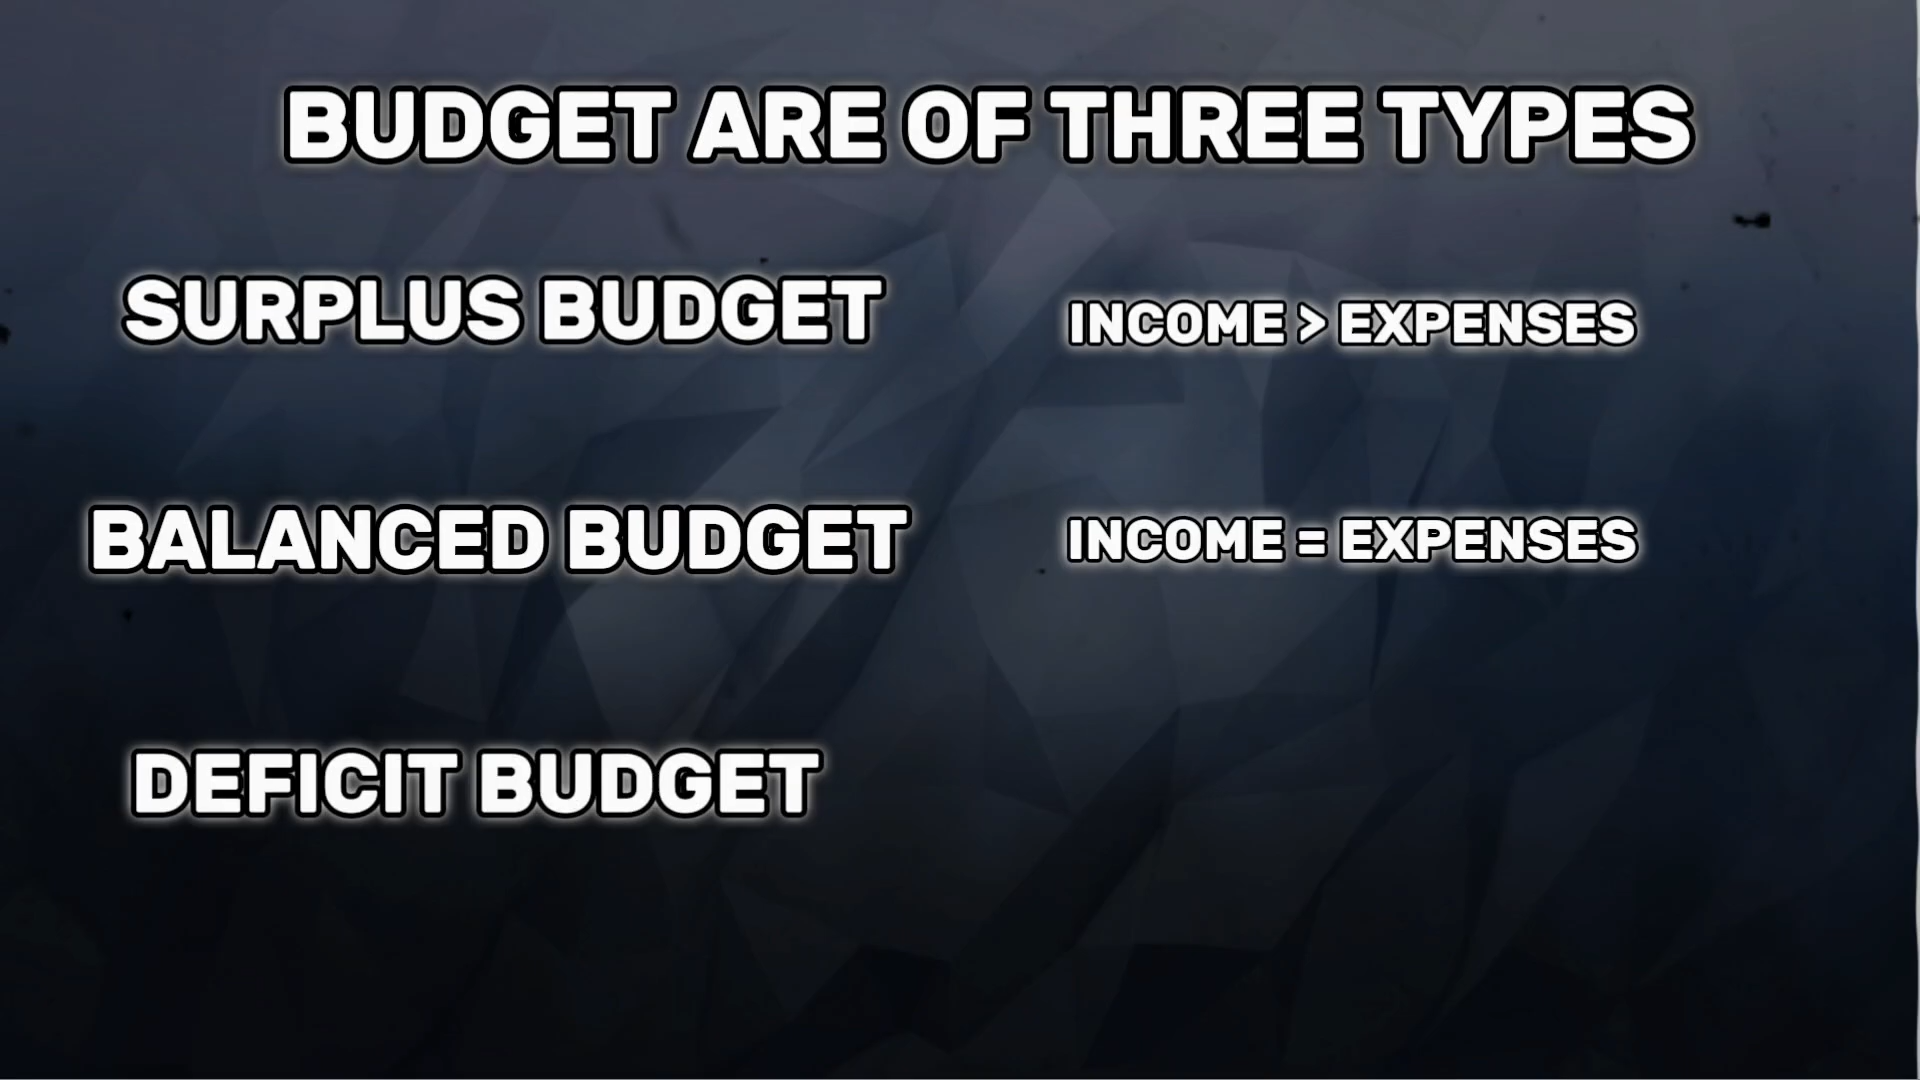 BUDGET ARE OF THREE TYPES
SURPLUS BUDGET INCOME > EXPENSES
BALANCED BUDGET INCOME = EXPENSES
DEFICIT BUDGET